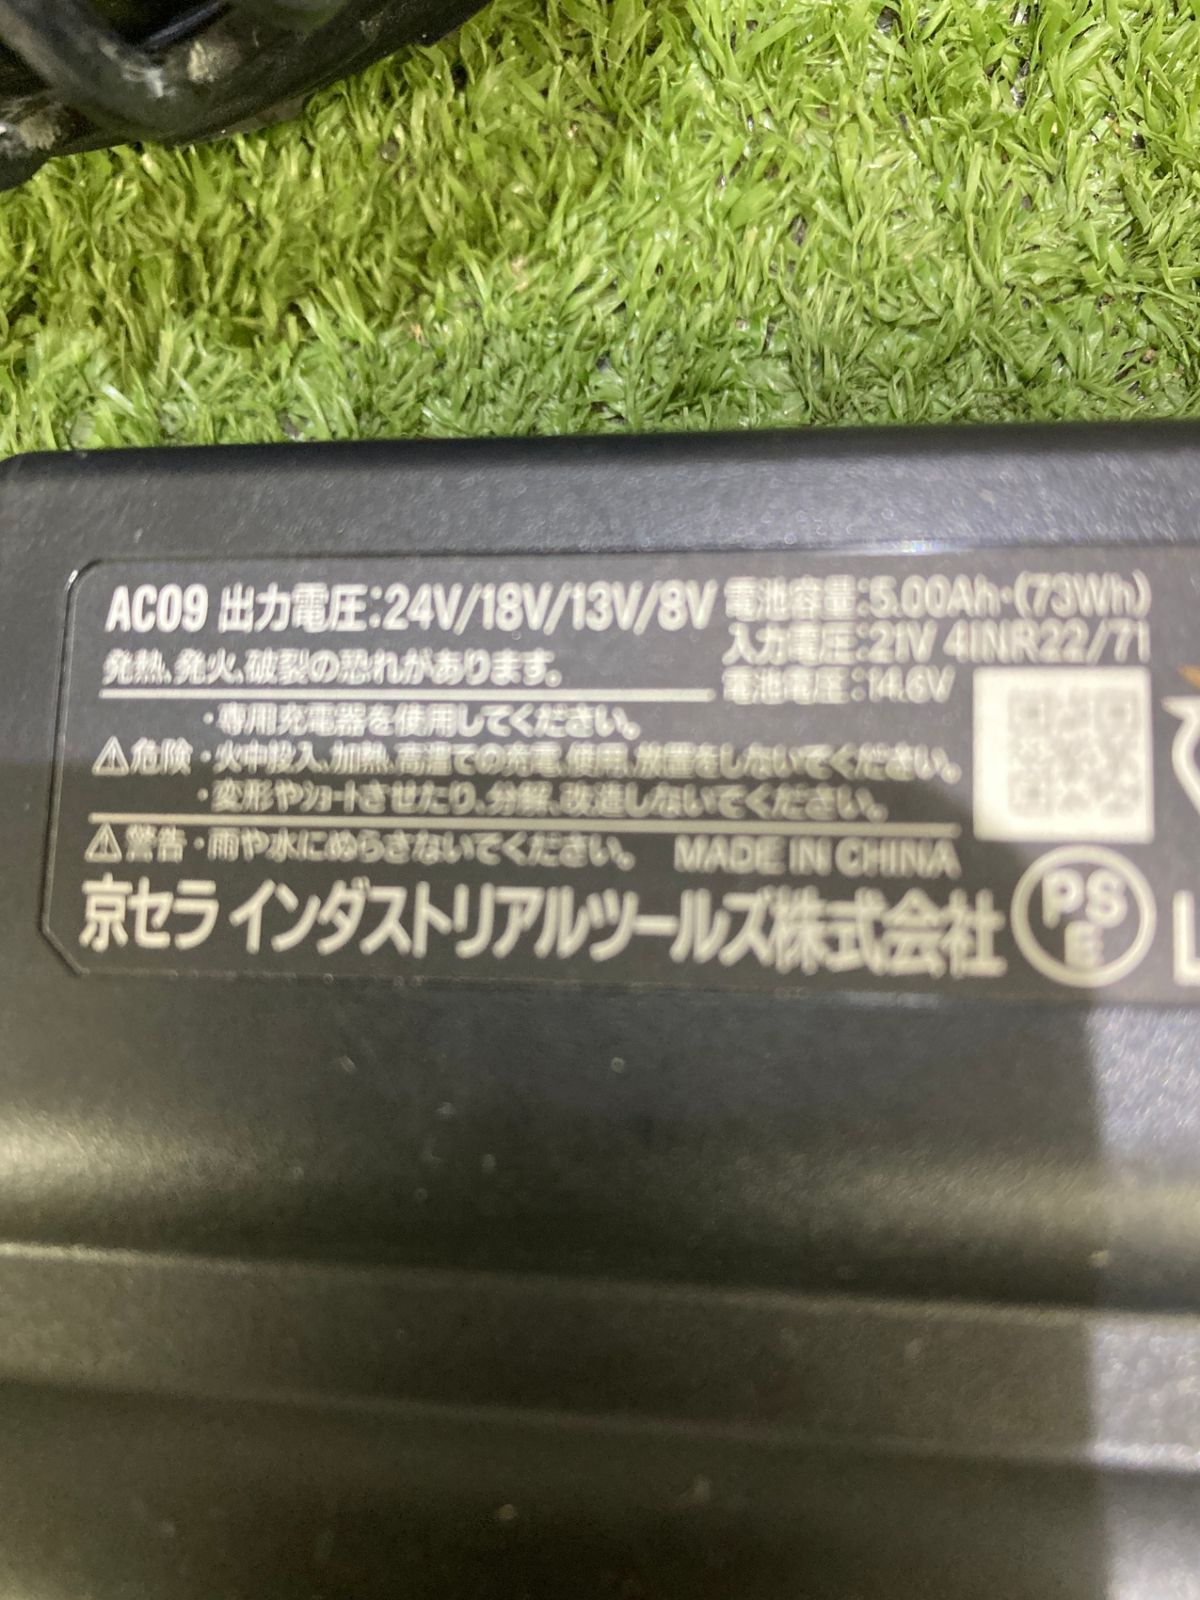 AC09 出力電圧:24V/18V/13V/8V
電池容量:5.00Ah・(73Wh)
入力電圧:21V 4INR22/71
電池電圧:14.6V
発熱、発火、破裂の恐れがあります。
・専用充電器を使用してください。
⚠危険・火中投入、加熱、高温での充電、使用、放置をしないでください。
・変形やショートさせたり、分解、改造しないでください。
⚠警告・雨や水にぬらさないでください。 MADE IN CHINA
京セラ インダストリアルツールズ株式会社
PS
E